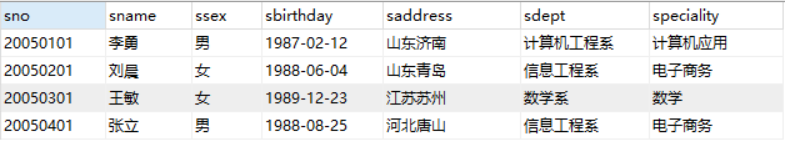 sno sname ssex sbirthday saddress sdept speciality
20050101 李勇 男 1987-02-12 山东济南 计算机工程系 计算机应用
20050201 刘晨 女 1988-06-04 山东青岛 信息工程系 电子商务
20050301 王敏 女 1989-12-23 江苏苏州 数学系 数学
20050401 张立 男 1988-08-25 河北唐山 信息工程系 电子商务